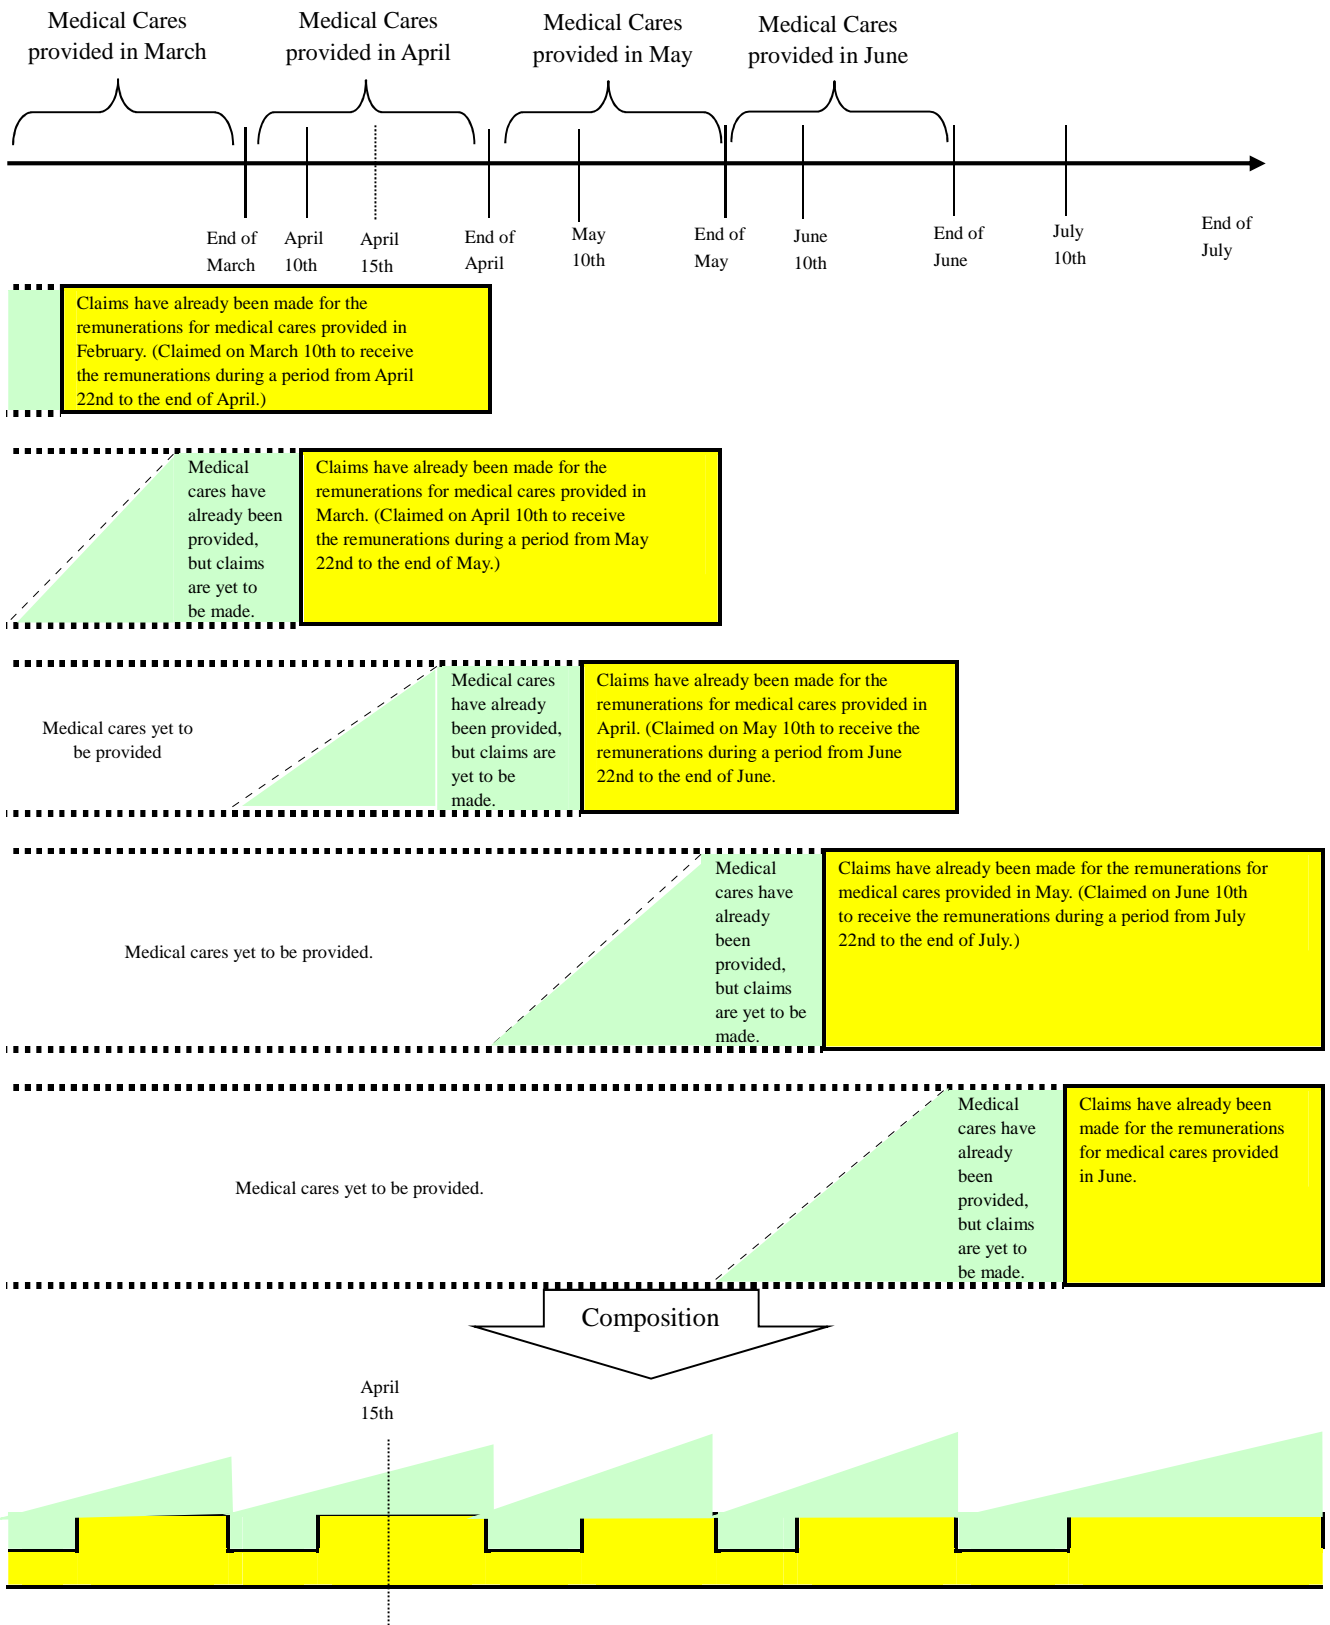 Medical Cares
provided in March
Medical Cares
provided in April
Medical Cares
provided in May
Medical Cares
provided in June
End of
March
April
10th
April
15th
End of
April
May
10th
End of
May
June
10th
End of
June
July
10th
End of
July
Claims have already been made for the
remunerations for medical cares provided in
February. (Claimed on March 10th to receive
the remunerations during a period from April
22nd to the end of April.)
Medical
cares have
already been
provided,
but claims
are yet to
be made.
Claims have already been made for the
remunerations for medical cares provided in
March. (Claimed on April 10th to receive
the remunerations during a period from May
22nd to the end of May.)
Medical cares yet to
be provided
Medical cares
have already
been provided,
but claims are
yet to be
made.
Claims have already been made for the
remunerations for medical cares provided in
April. (Claimed on May 10th to receive the
remunerations during a period from June
22nd to the end of June.
Medical cares yet to be provided.
Medical
cares have
already
been
provided,
but claims
are yet to be
made.
Claims have already been made for the remunerations for
medical cares provided in May. (Claimed on June 10th
to receive the remunerations during a period from July
22nd to the end of July.)
Medical cares yet to be provided.
Medical
cares have
already
been
provided,
but claims
are yet to
be made.
Claims have already been
made for the remunerations
for medical cares provided
in June.
Composition
April
15th